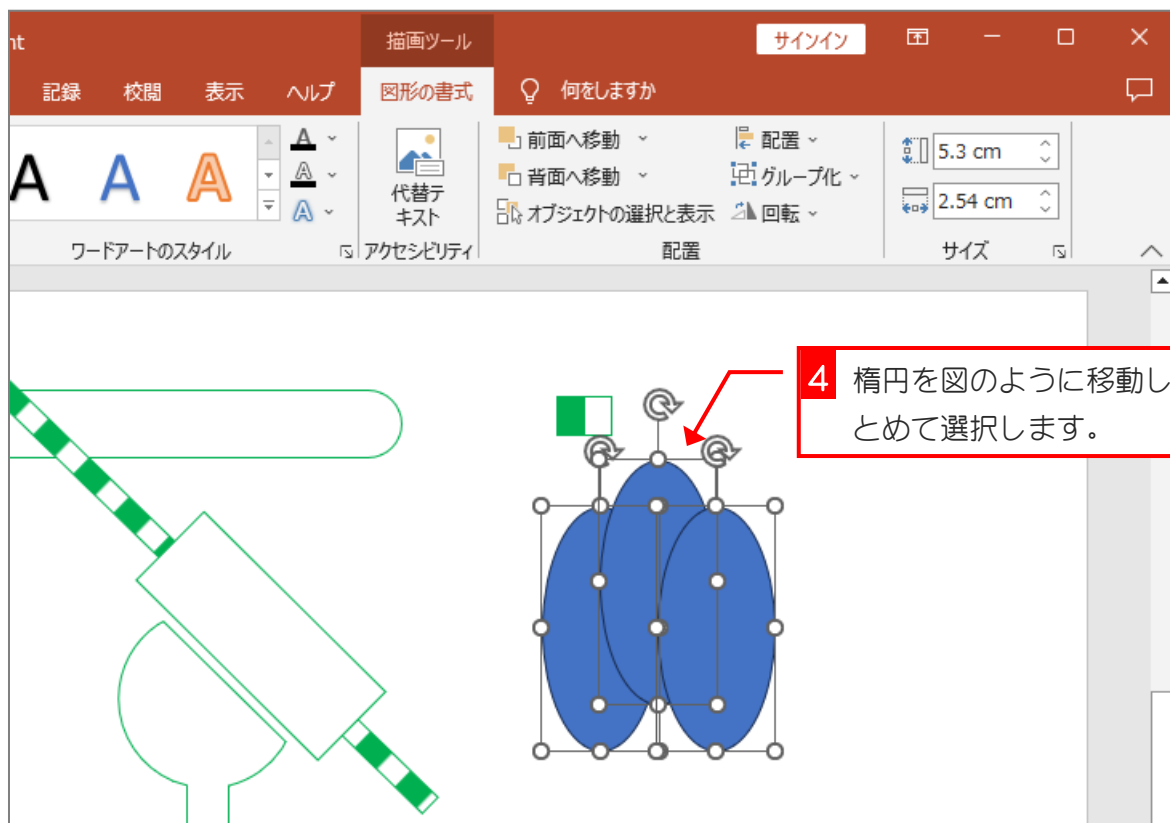 nt
描画ツール
サインイン
記録 校閲 表示 ヘルプ 図形の書式 何をしますか
A A A A A A
代替テ
キスト
前面へ移動
背面へ移動
オブジェクトの選択と表示
配置
グループ化
回転
5.3 cm
2.54 cm
ワードアートのスタイル アクセシビリティ 配置 サイズ
4 楕円を図のように移動し
とめて選択します。